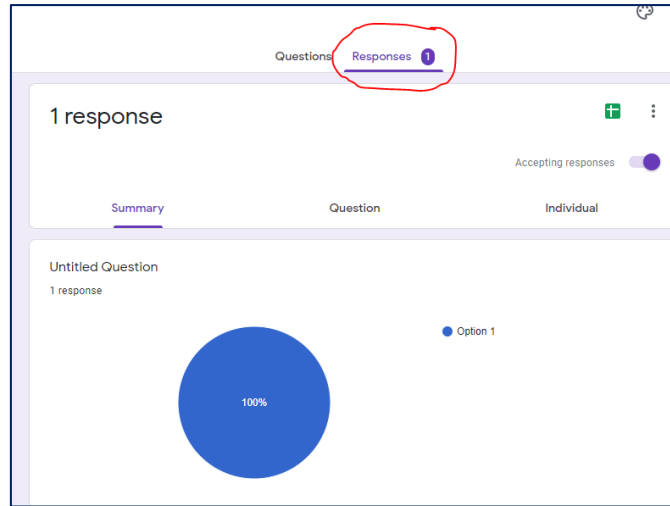 Questions Responses 1
1 response
Accepting responses
Summary Question Individual
Untitled Question
1 response
Option 1
100%